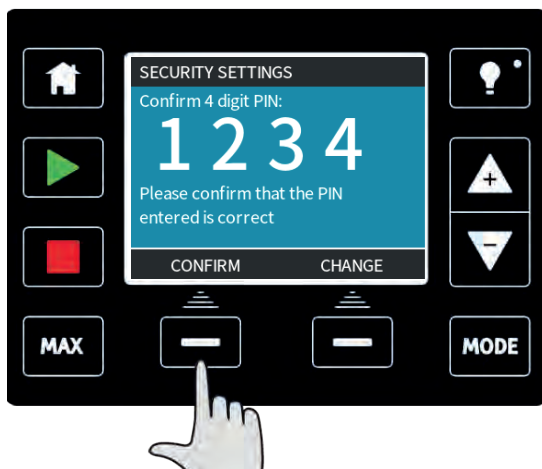 SECURITY SETTINGS
Confirm 4 digit PIN:
1 2 3 4
Please confirm that the PIN
entered is correct
CONFIRM CHANGE
MAX
MODE